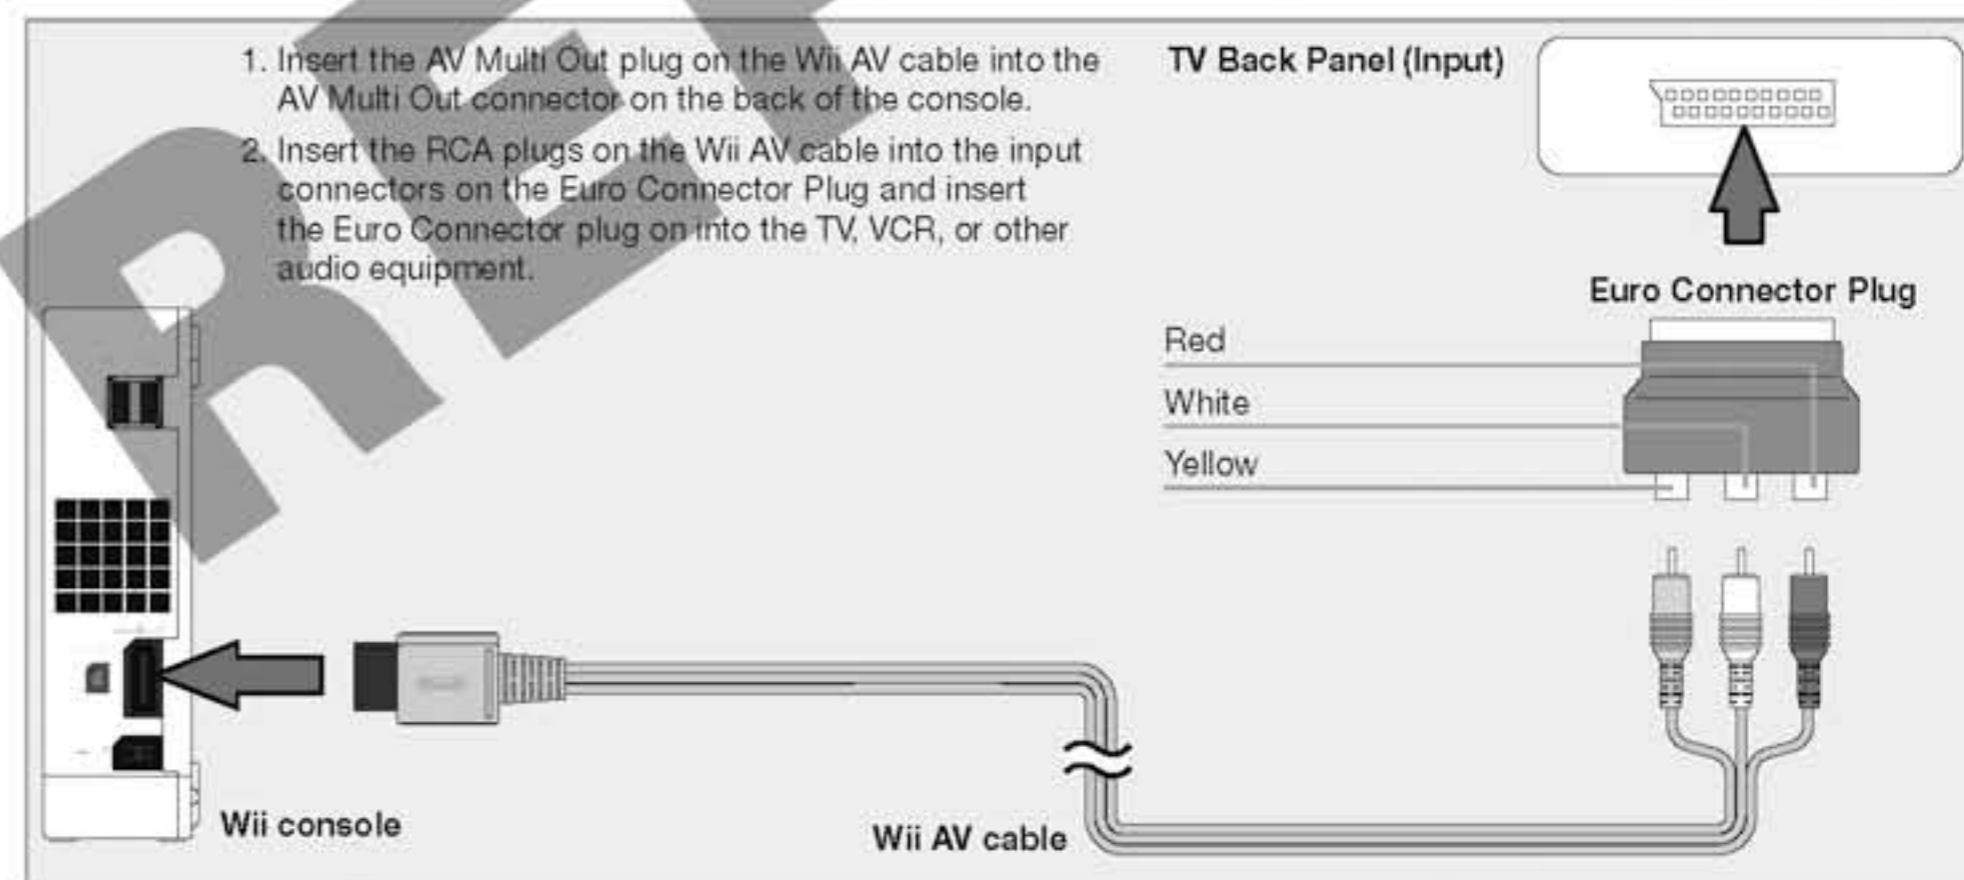 1. Insert the AV Multi Out plug on the Wii AV cable into the
AV Multi Out connector on the back of the console.
2. Insert the RCA plugs on the Wii AV cable into the input
connectors on the Euro Connector Plug and insert
the Euro Connector plug on into the TV, VCR, or other
audio equipment.
TV Back Panel (Input)
Euro Connector Plug
Red
White
Yellow
Wii console
Wii AV cable